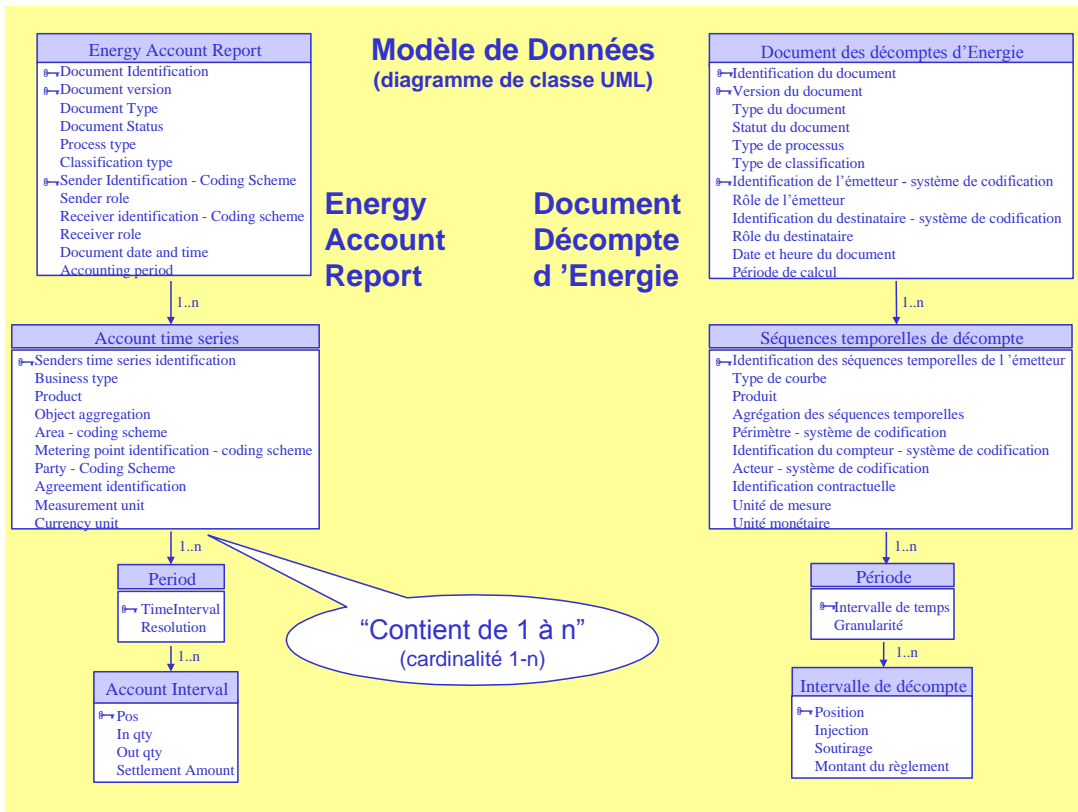 Modèle de Données
(diagramme de classe UML)
Energy Account Report
Document Identification
Document version
Document Type
Document Status
Process type
Classification type
Sender Identification - Coding Scheme
Sender role
Receiver identification - Coding scheme
Receiver role
Document date and time
Accounting period
1..n
Account time series
Senders time series identification
Business type
Product
Object aggregation
Area - coding scheme
Metering point identification - coding scheme
Party - Coding Scheme
Agreement identification
Measurement unit
Currency unit
1..n
Period
TimeInterval
Resolution
1..n
Account Interval
Pos
In qty
Out qty
Settlement Amount
Energy
Account
Report
Document
Décompte
d ’Energie
“Contient de 1 à n”
(cardinalité 1-n)
Document des décomptes d’Energie
Identification du document
Version du document
Type du document
Statut du document
Type de processus
Type de classification
Identification de l’émetteur - système de codification
Rôle de l’émetteur
Identification du destinataire - système de codification
Rôle du destinataire
Date et heure du document
Période de calcul
1..n
Séquences temporelles de décompte
Identification des séquences temporelles de l ’émetteur
Type de courbe
Produit
Agrégation des séquences temporelles
Périmètre - système de codification
Identification du compteur - système de codification
Acteur - système de codification
Identification contractuelle
Unité de mesure
Unité monétaire
1..n
Période
Intervalle de temps
Granularité
1..n
Intervalle de décompte
Position
Injection
Soutirage
Montant du règlement